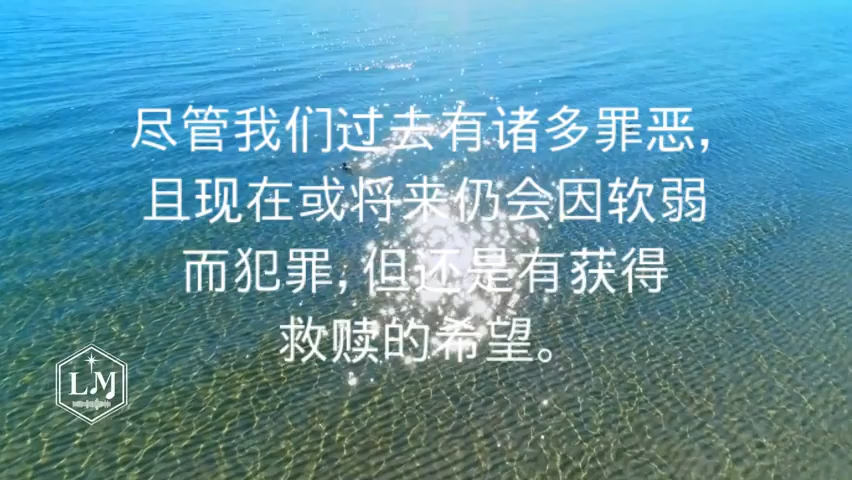 尽管我们过去有诸多罪恶，
且现在或将来仍会因软弱
而犯罪，但还是有获得
救赎的希望。
LM